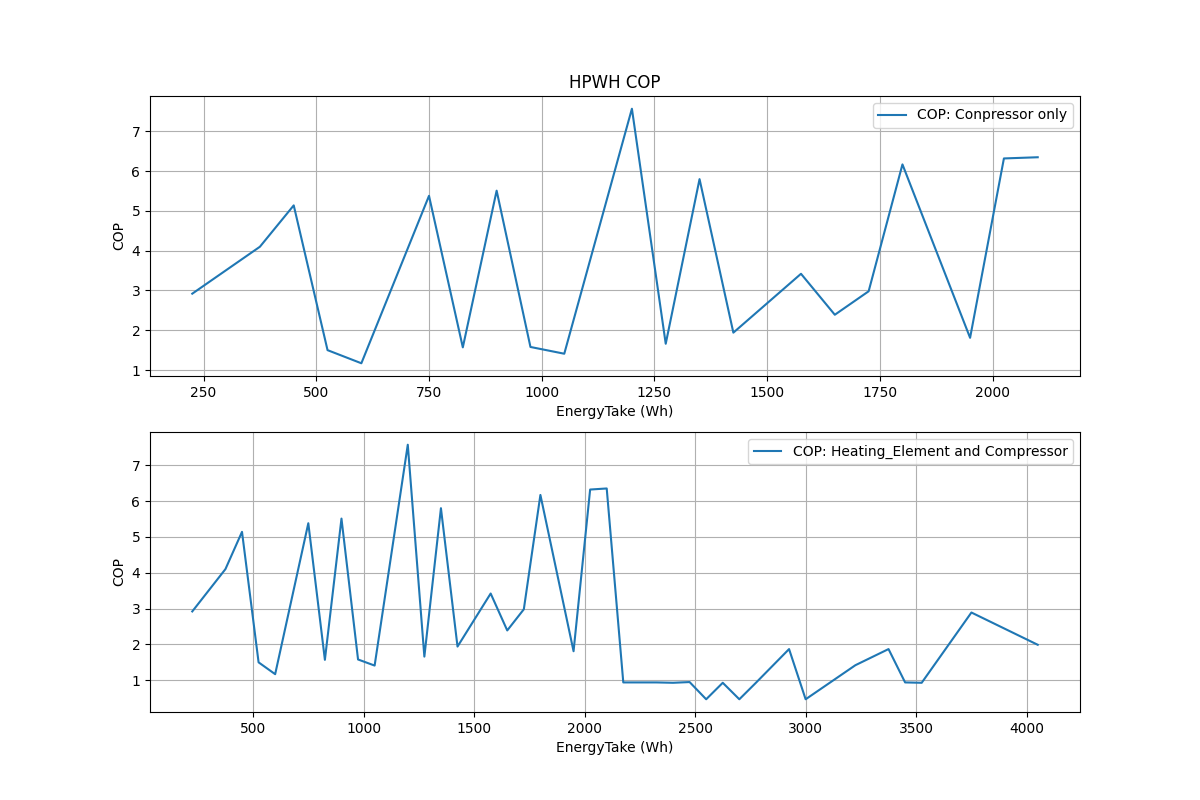 HPWH COP
COP: Conpressor only
7
6
5
4
3
2
1
COP
250 500 750 1000 1250 1500 1750 2000
EnergyTake (Wh)
COP: Heating_Element and Compressor
7
6
5
4
3
2
1
COP
500 1000 1500 2000 2500 3000 3500 4000
EnergyTake (Wh)